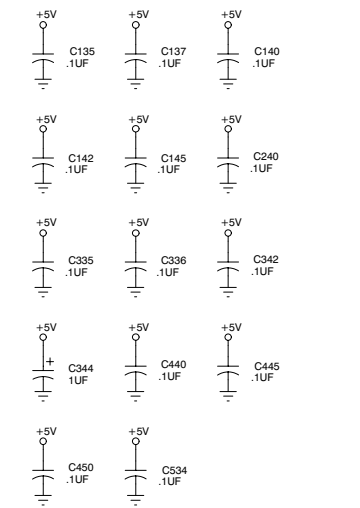 +5V +5V +5V
C135 C137 C140
.1UF .1UF .1UF
+5V +5V +5V
C142 C145 C240
.1UF .1UF .1UF
+5V +5V +5V
C335 C336 C342
.1UF .1UF .1UF
+5V +5V +5V
+ C344 C440 C445
1UF .1UF .1UF
+5V +5V
C450 C534
.1UF .1UF